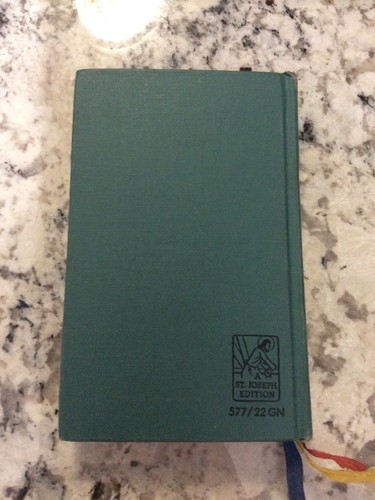 A
ST. JOSEPH
EDITION
577/22 GN